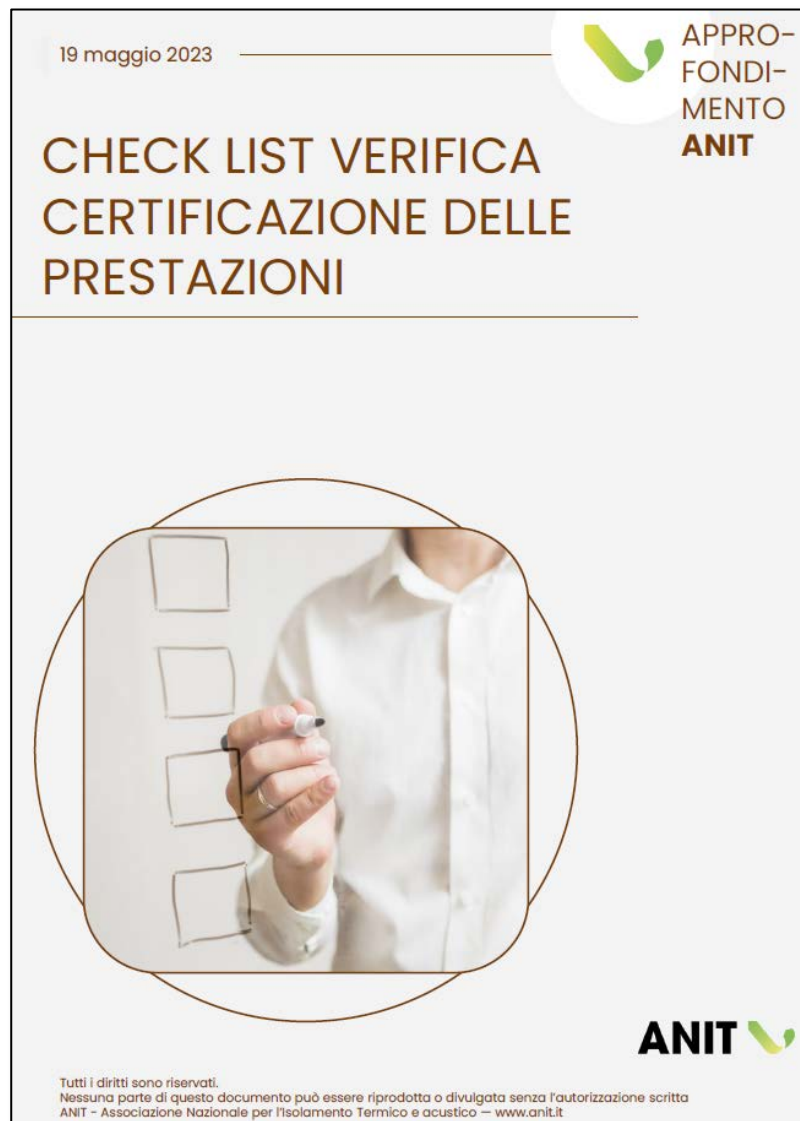 19 maggio 2023
APPRO-
FONDI-
MENTO
ANIT
CHECK LIST VERIFICA
CERTIFICAZIONE DELLE
PRESTAZIONI
ANIT
Tutti i diritti sono riservati.
Nessuna parte di questo documento può essere riprodotta o divulgata senza l'autorizzazione scritta
ANIT - Associazione Nazionale per l'Isolamento Termico e acustico — www.anit.it